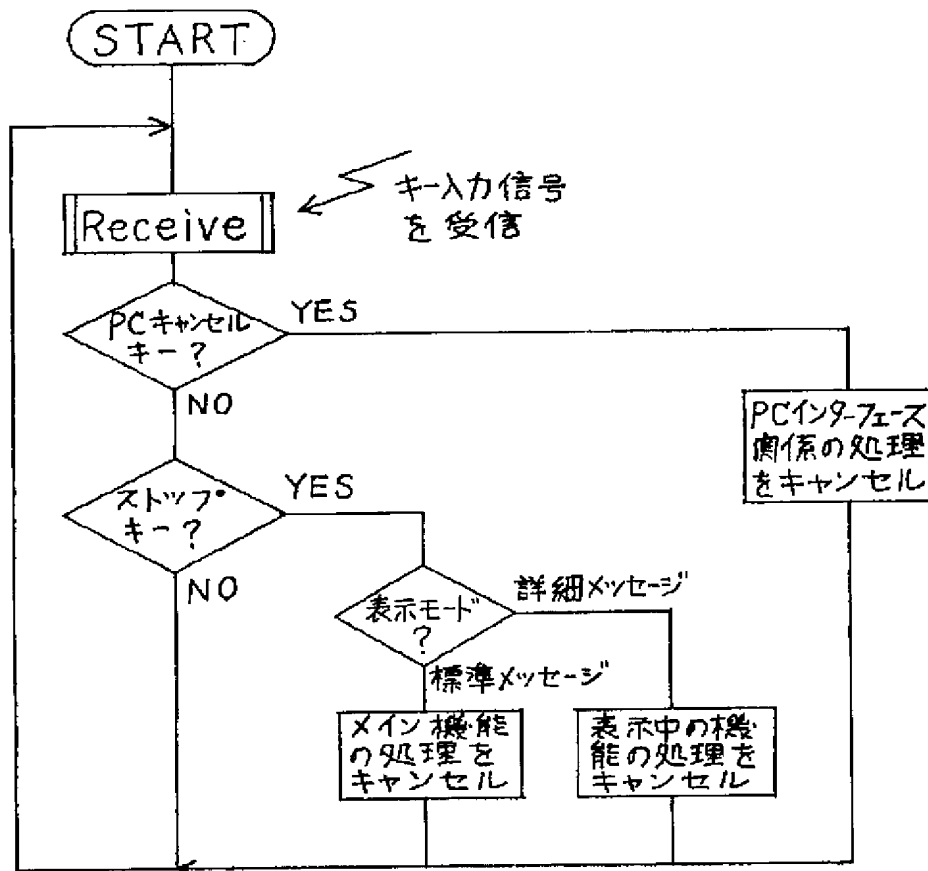 START
キー入力信号
を受信
Receive
PCキャンセル
キー?
YES
NO
PCインターフェース
関係の処理
をキャンセル
ストップ
キー?
YES
NO
表示モード
?
詳細メッセージ
標準メッセージ
メイン機能
の処理を
キャンセル
表示中の機
能の処理を
キャンセル